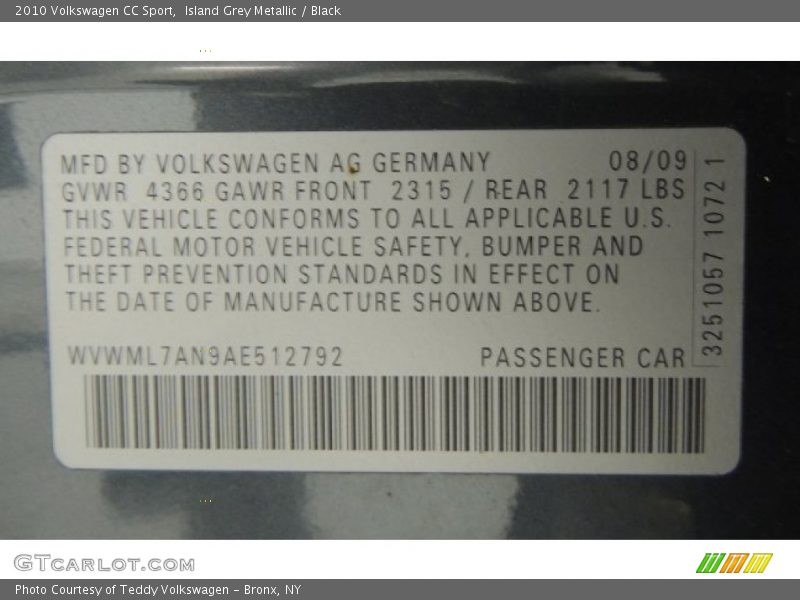 2010 Volkswagen CC Sport, Island Grey Metallic / Black
MFD BY VOLKSWAGEN AG GERMANY 08/09
GVWR 4366 GAWR FRONT 2315 / REAR 2117 LBS
THIS VEHICLE CONFORMS TO ALL APPLICABLE U.S.
FEDERAL MOTOR VEHICLE SAFETY, BUMPER AND
THEFT PREVENTION STANDARDS IN EFFECT ON
THE DATE OF MANUFACTURE SHOWN ABOVE.
WVWML7AN9AE512792 PASSENGER CAR
3251057 1072 1
GTCARLOT.COM
Photo Courtesy of Teddy Volkswagen - Bronx, NY